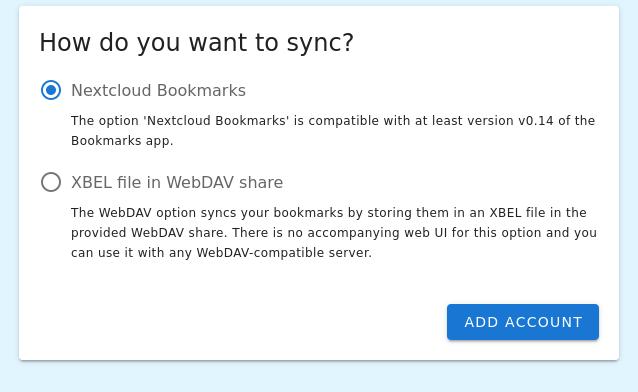 How do you want to sync?
Nextcloud Bookmarks
The option 'Nextcloud Bookmarks' is compatible with at least version v0.14 of the
Bookmarks app.
XBEL file in WebDAV share
The WebDAV option syncs your bookmarks by storing them in an XBEL file in the
provided WebDAV share. There is no accompanying web UI for this option and you
can use it with any WebDAV-compatible server.
ADD ACCOUNT